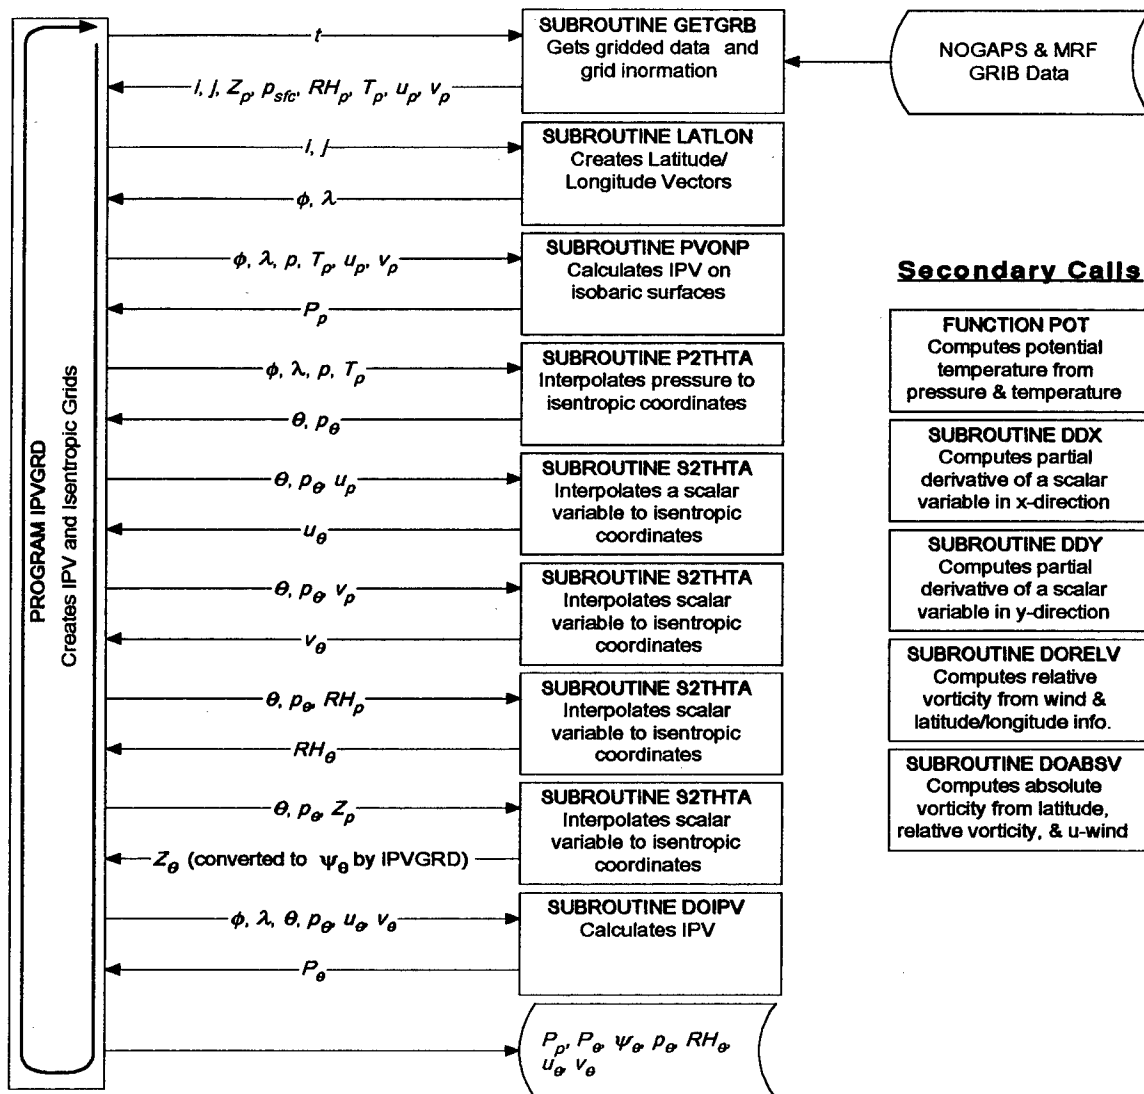 PROGRAM IPVGRD
Creates IPV and Isentropic Grids
t
SUBROUTINE GETGRB
Gets gridded data and
grid inormation
NOGAPS & MRF
GRIB Data
i, j, Zp, psfc, RHp, Tp, up, vp
i, j
SUBROUTINE LATLON
Creates Latitude/
Longitude Vectors
ϕ, λ
ϕ, λ, p, Tp, up, vp
SUBROUTINE PVONP
Calculates IPV on
isobaric surfaces
Pp
ϕ, λ, p, Tp
SUBROUTINE P2THTA
Interpolates pressure to
isentropic coordinates
θ, pθ
θ, pθ, up
SUBROUTINE S2THTA
Interpolates a scalar
variable to isentropic
coordinates
uθ
θ, pθ, vp
SUBROUTINE S2THTA
Interpolates scalar
variable to isentropic
coordinates
vθ
θ, pθ, RHp
SUBROUTINE S2THTA
Interpolates scalar
variable to isentropic
coordinates
RHθ
θ, pθ, Zp
SUBROUTINE S2THTA
Interpolates scalar
variable to isentropic
coordinates
Zθ (converted to ψθ by IPVGRD)
ϕ, λ, θ, pθ, uθ, vθ
SUBROUTINE DOIPV
Calculates IPV
Pθ
Pp, Pθ, ψθ, pθ, RHθ,
uθ, vθ
Secondary Calls
FUNCTION POT
Computes potential
temperature from
pressure & temperature
SUBROUTINE DDX
Computes partial
derivative of a scalar
variable in x-direction
SUBROUTINE DDY
Computes partial
derivative of a scalar
variable in y-direction
SUBROUTINE DORELV
Computes relative
vorticity from wind &
latitude/longitude info.
SUBROUTINE DOABSV
Computes absolute
vorticity from latitude,
relative vorticity, & u-wind